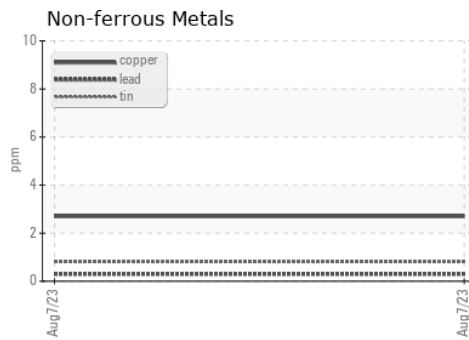 Non-ferrous Metals
10
copper
lead
tin
8
6
ppm
4
2
0
Aug7/23
Aug7/23